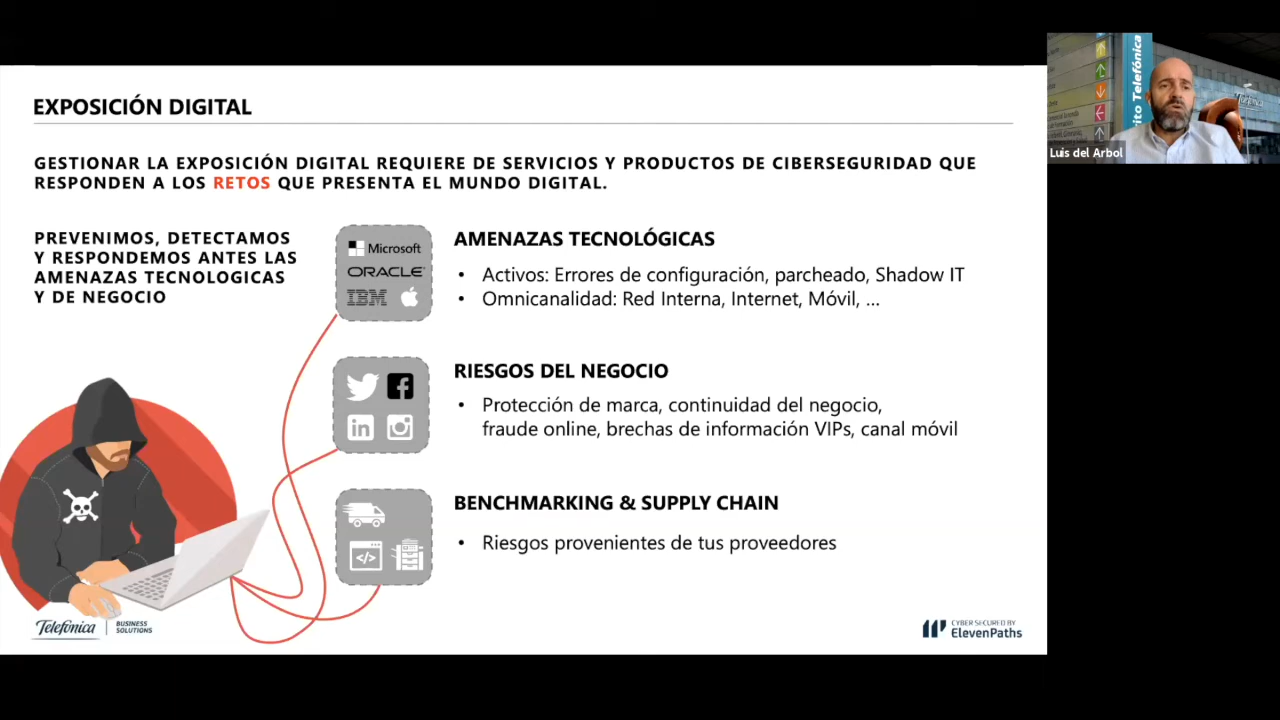 EXPOSICIÓN DIGITAL
GESTIONAR LA EXPOSICIÓN DIGITAL REQUIERE DE SERVICIOS Y PRODUCTOS DE CIBERSEGURIDAD QUE
RESPONDEN A LOS RETOS QUE PRESENTA EL MUNDO DIGITAL.
PREVENIMOS, DETECTAMOS
Y RESPONDEMOS ANTES LAS
AMENAZAS TECNOLOGICAS
Y DE NEGOCIO
Microsoft
ORACLE
IBM
AMENAZAS TECNOLÓGICAS
• Activos: Errores de configuración, parcheado, Shadow IT
• Omnicanalidad: Red Interna, Internet, Móvil, ...
in
RIESGOS DEL NEGOCIO
• Protección de marca, continuidad del negocio,
fraude online, brechas de información VIPs, canal móvil
</>
BENCHMARKING & SUPPLY CHAIN
• Riesgos provenientes de tus proveedores
Telefónica
BUSINESS
SOLUTIONS
CYBER SECURED BY
ElevenPaths
Telefónica
Telefónica
Luis del Arbol